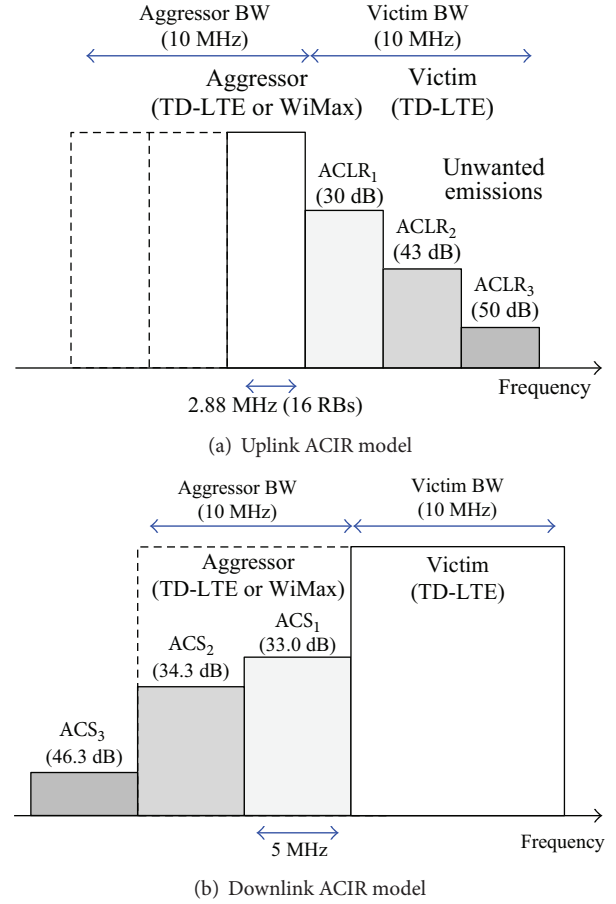 Aggressor BW
(10 MHz)
Victim BW
(10 MHz)
Aggressor
(TD-LTE or WiMax)
Victim
(TD-LTE)
ACLR1
(30 dB)
Unwanted
emissions
ACLR2
(43 dB)
ACLR3
(50 dB)
Frequency
2.88 MHz (16 RBs)
(a) Uplink ACIR model
Aggressor BW
(10 MHz)
Victim BW
(10 MHz)
Aggressor
(TD-LTE or WiMax)
Victim
(TD-LTE)
ACS1
(33.0 dB)
ACS2
(34.3 dB)
ACS3
(46.3 dB)
5 MHz
Frequency
(b) Downlink ACIR model